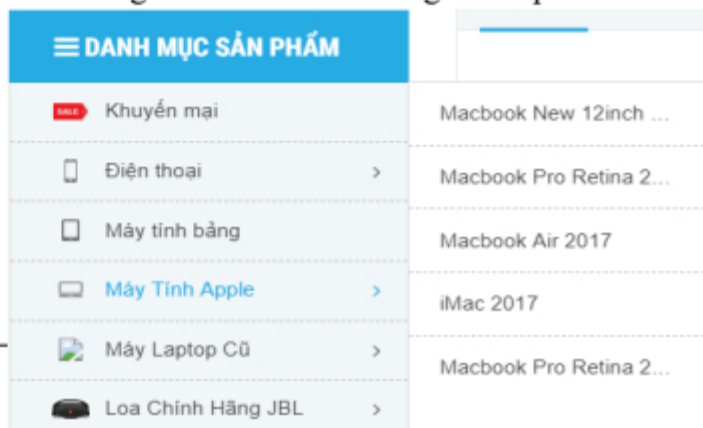 DANH MỤC SẢN PHẨM
SALE Khuyến mại
Điện thoại
Máy tính bảng
Máy Tính Apple
Máy Laptop Cũ
Loa Chính Hãng JBL
Macbook New 12inch ...
Macbook Pro Retina 2...
Macbook Air 2017
iMac 2017
Macbook Pro Retina 2...